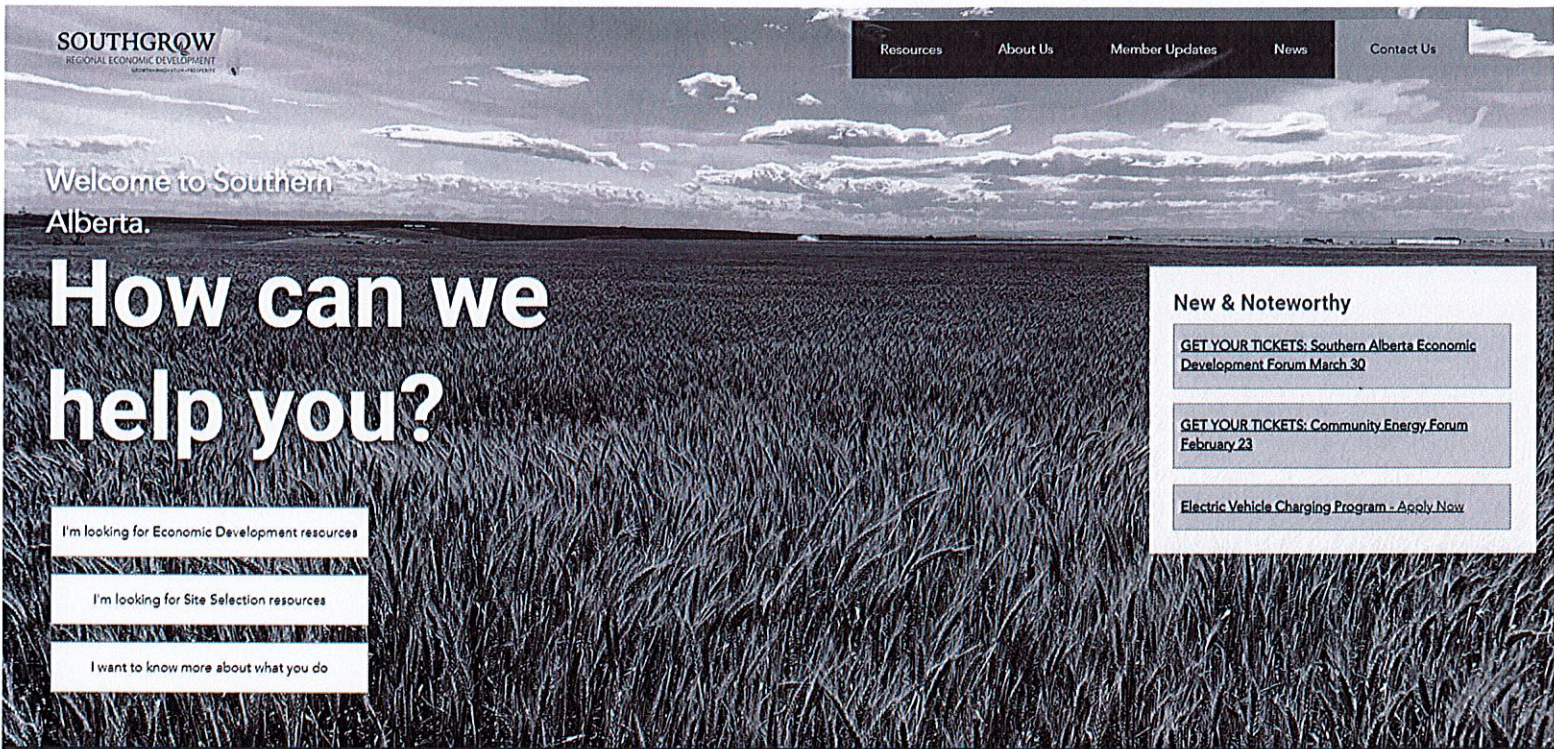 SOUTHGROW
REGIONAL ECONOMIC DEVELOPMENT
GROWTH•INNOVATION•PROSPERITY
Resources
About Us
Member Updates
News
Contact Us
Welcome to Southern
Alberta.
How can we
help you?
I'm looking for Economic Development resources
I'm looking for Site Selection resources
I want to know more about what you do
New & Noteworthy
GET YOUR TICKETS: Southern Alberta Economic
Development Forum March 30
GET YOUR TICKETS: Community Energy Forum
February 23
Electric Vehicle Charging Program - Apply Now